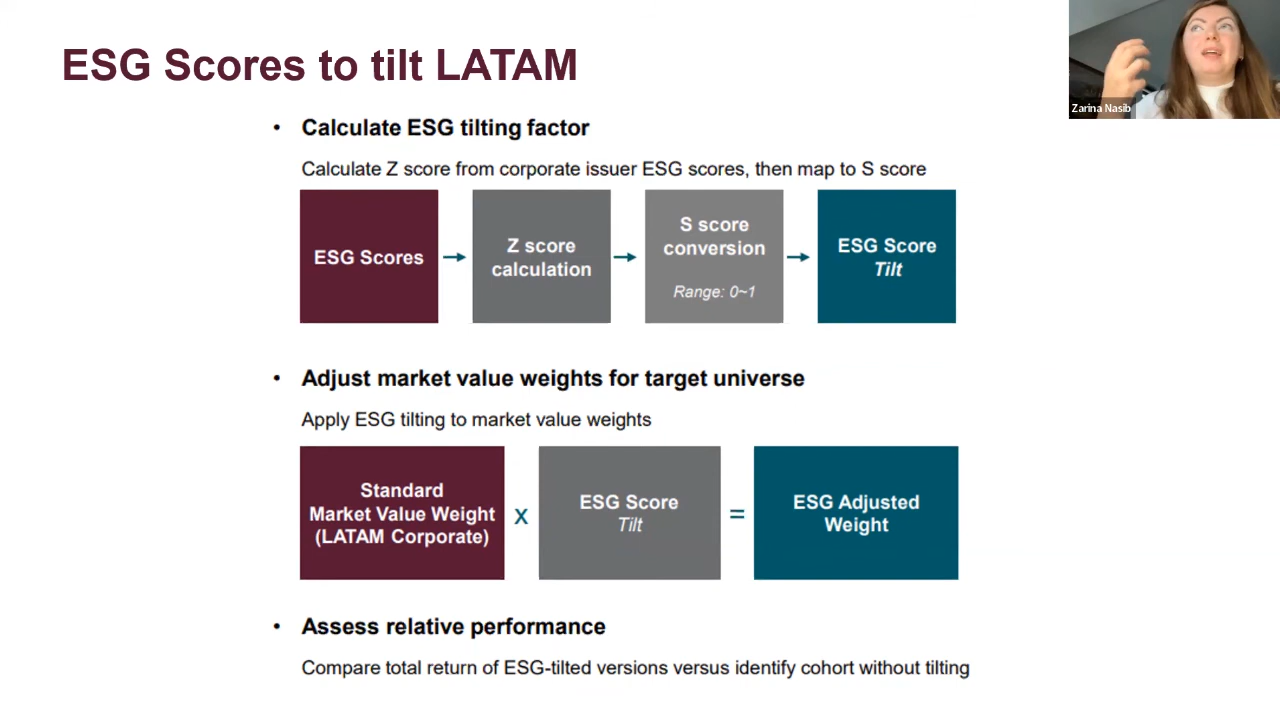 ESG Scores to tilt LATAM
Zarina Nasib
• Calculate ESG tilting factor
Calculate Z score from corporate issuer ESG scores, then map to S score
ESG Scores
Z score
calculation
S score
conversion
Range: 0~1
ESG Score
Tilt
• Adjust market value weights for target universe
Apply ESG tilting to market value weights
Standard
Market Value Weight
(LATAM Corporate)
x
ESG Score
Tilt
=
ESG Adjusted
Weight
• Assess relative performance
Compare total return of ESG-tilted versions versus identify cohort without tilting